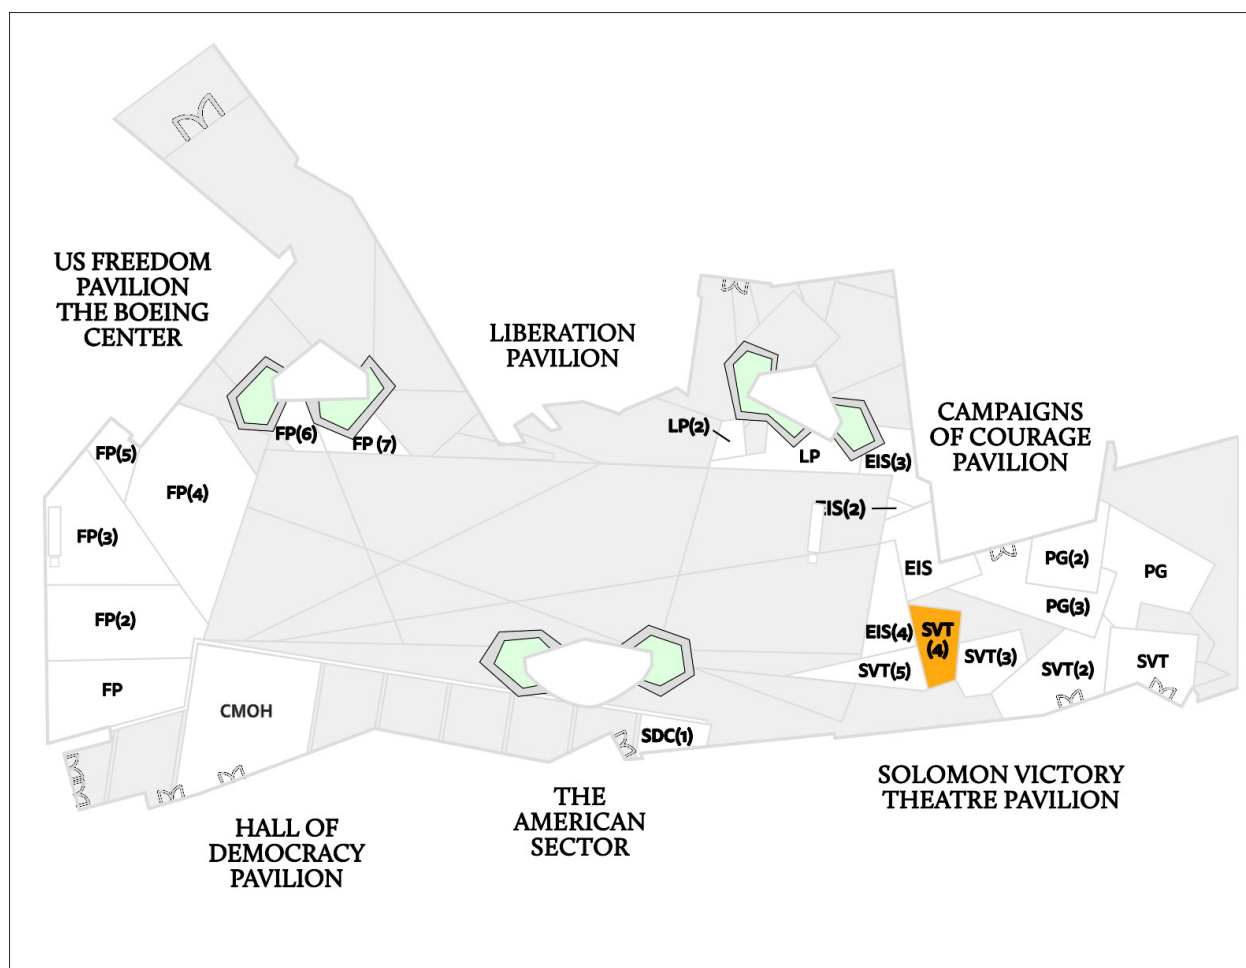 US FREEDOM
PAVILION
THE BOEING
CENTER
LIBERATION
PAVILION
CAMPAIGNS
OF COURAGE
PAVILION
FP(6)
FP (7)
LP(2)
LP
EIS(3)
FP(5)
FP(4)
EIS(2)
FP(3)
EIS
PG(2)
PG
PG(3)
FP(2)
EIS(4)
SVT
(4)
SVT(3)
SVT(5)
SVT(2)
SVT
FP
CMOH
SDC(1)
SOLOMON VICTORY
THEATRE PAVILION
THE
AMERICAN
SECTOR
HALL OF
DEMOCRACY
PAVILION